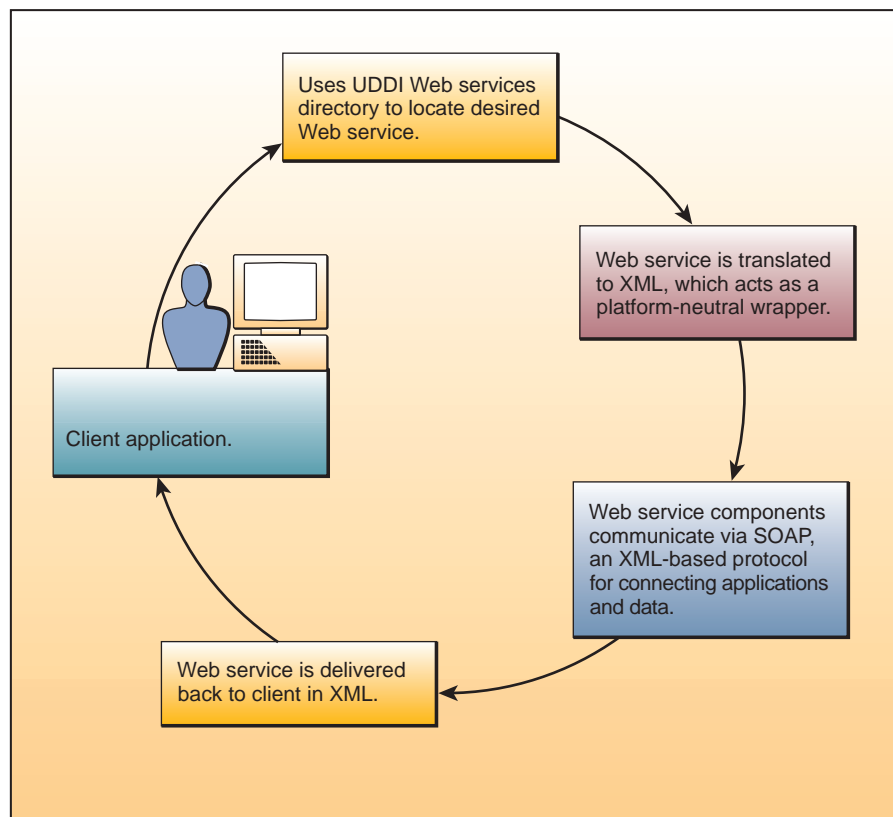 Uses UDDI Web services
directory to locate desired
Web service.
Web service is translated
to XML, which acts as a
platform-neutral wrapper.
Client application.
Web service components
communicate via SOAP,
an XML-based protocol
for connecting applications
and data.
Web service is delivered
back to client in XML.